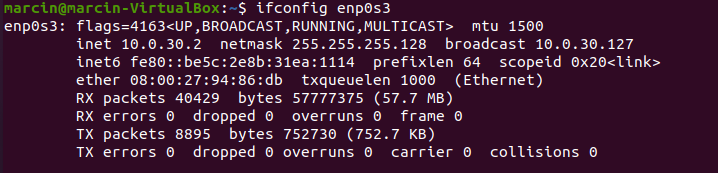 marcin@marcin-VirtualBox:~$ ifconfig enp0s3
enp0s3: flags=4163<UP,BROADCAST,RUNNING,MULTICAST>  mtu 1500
        inet 10.0.30.2  netmask 255.255.255.128  broadcast 10.0.30.127
        inet6 fe80::be5c:2e8b:31ea:1114  prefixlen 64  scopeid 0x20<link>
        ether 08:00:27:94:86:db  txqueuelen 1000  (Ethernet)
        RX packets 40429  bytes 57777375 (57.7 MB)
        RX errors 0  dropped 0  overruns 0  frame 0
        TX packets 8895  bytes 752730 (752.7 KB)
        TX errors 0  dropped 0 overruns 0  carrier 0  collisions 0